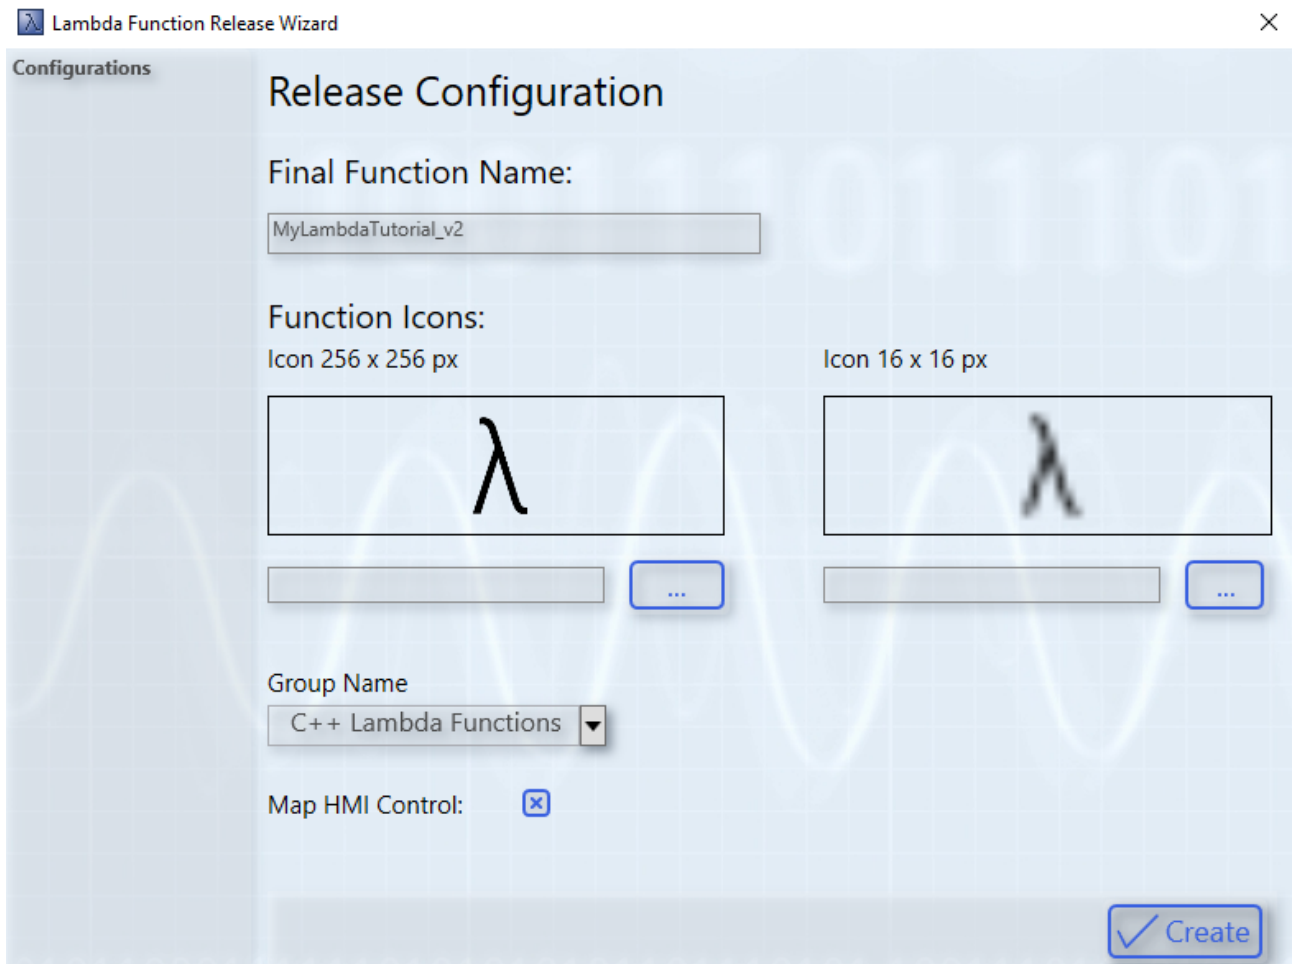 Lambda Function Release Wizard
Configurations
Release Configuration
Final Function Name:
MyLambdaTutorial_v2
Function Icons:
Icon 256 x 256 px
Icon 16 x 16 px
λ
λ
...
...
Group Name
C++ Lambda Functions
Map HMI Control:
Create